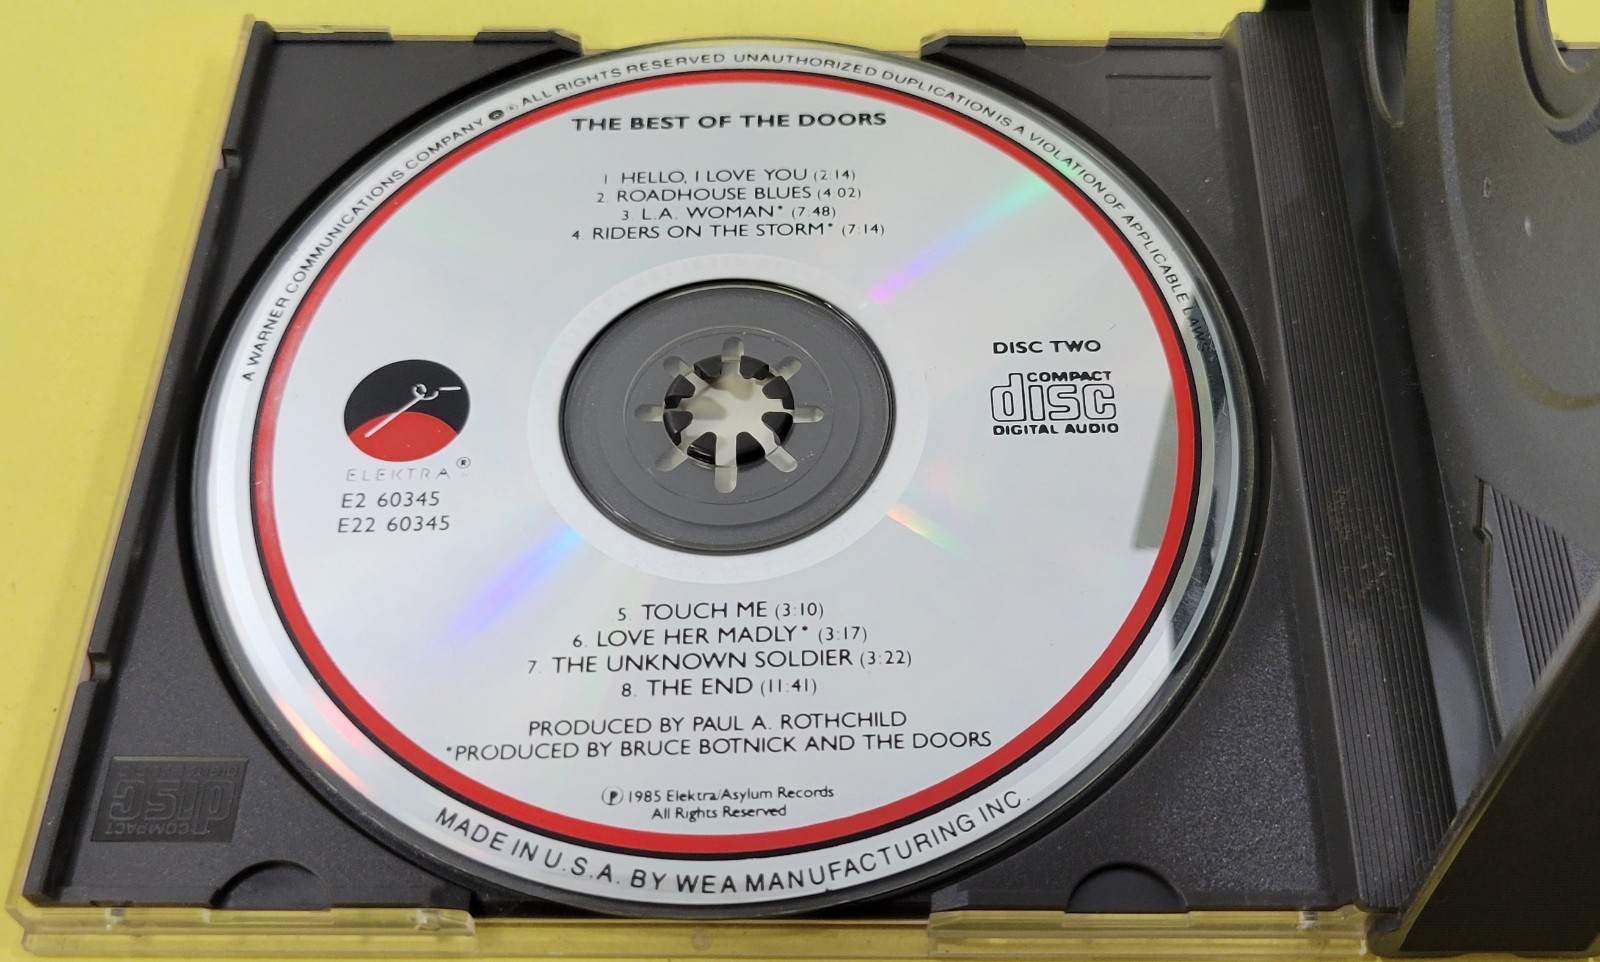 A WARNER COMMUNICATIONS COMPANY ALL RIGHTS RESERVED UNAUTHORIZED DUPLICATION IS A VIOLATION OF APPLICABLE LAWS
THE BEST OF THE DOORS
1 HELLO, I LOVE YOU (2:14)
2. ROADHOUSE BLUES (4:02)
3. L.A. WOMAN* (7:48)
4. RIDERS ON THE STORM* (7:14)
DISC TWO
COMPACT
disc
DIGITAL AUDIO
ELEKTRA®
E2 60345
E22 60345
5. TOUCH ME (3:10)
6. LOVE HER MADLY* (3:17)
7. THE UNKNOWN SOLDIER (3:22)
8. THE END (11:41)
PRODUCED BY PAUL A. ROTHCHILD
*PRODUCED BY BRUCE BOTNICK AND THE DOORS
℗ 1985 Elektra/Asylum Records
All Rights Reserved
MADE IN U.S.A. BY WEA MANUFACTURING INC.
COMPACT
disc